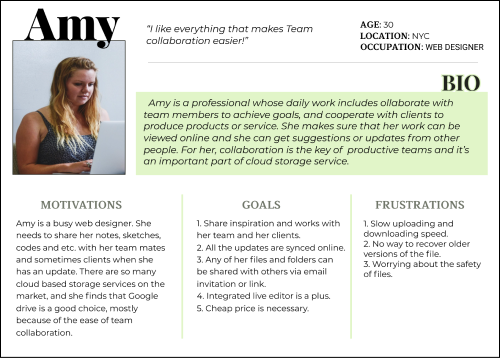 Amy
"I like everything that makes Team
collaboration easier!"
AGE: 30
LOCATION: NYC
OCCUPATION: WEB DESIGNER
BIO
Amy is a professional whose daily work includes ollaborate with
team members to achieve goals, and cooperate with clients to
produce products or service. She makes sure that her work can be
viewed online and she can get suggestions or updates from other
people. For her, collaboration is the key of productive teams and it's
an important part of cloud storage service.
MOTIVATIONS
Amy is a busy web designer. She
needs to share her notes, sketches,
codes and etc. with her team mates
and sometimes clients when she
has an update. There are so many
cloud based storage services on the
market, and she finds that Google
drive is a good choice, mostly
because of the ease of team
collaboration.
GOALS
1. Share inspiration and works with
her team and her clients.
2. All the updates are synced online.
3. Any of her files and folders can
be shared with others via email
invitation or link.
4. Integrated live editor is a plus.
5. Cheap price is necessary.
FRUSTRATIONS
1. Slow uploading and
downloading speed.
2. No way to recover older
versions of the file.
3. Worrying about the safety
of files.